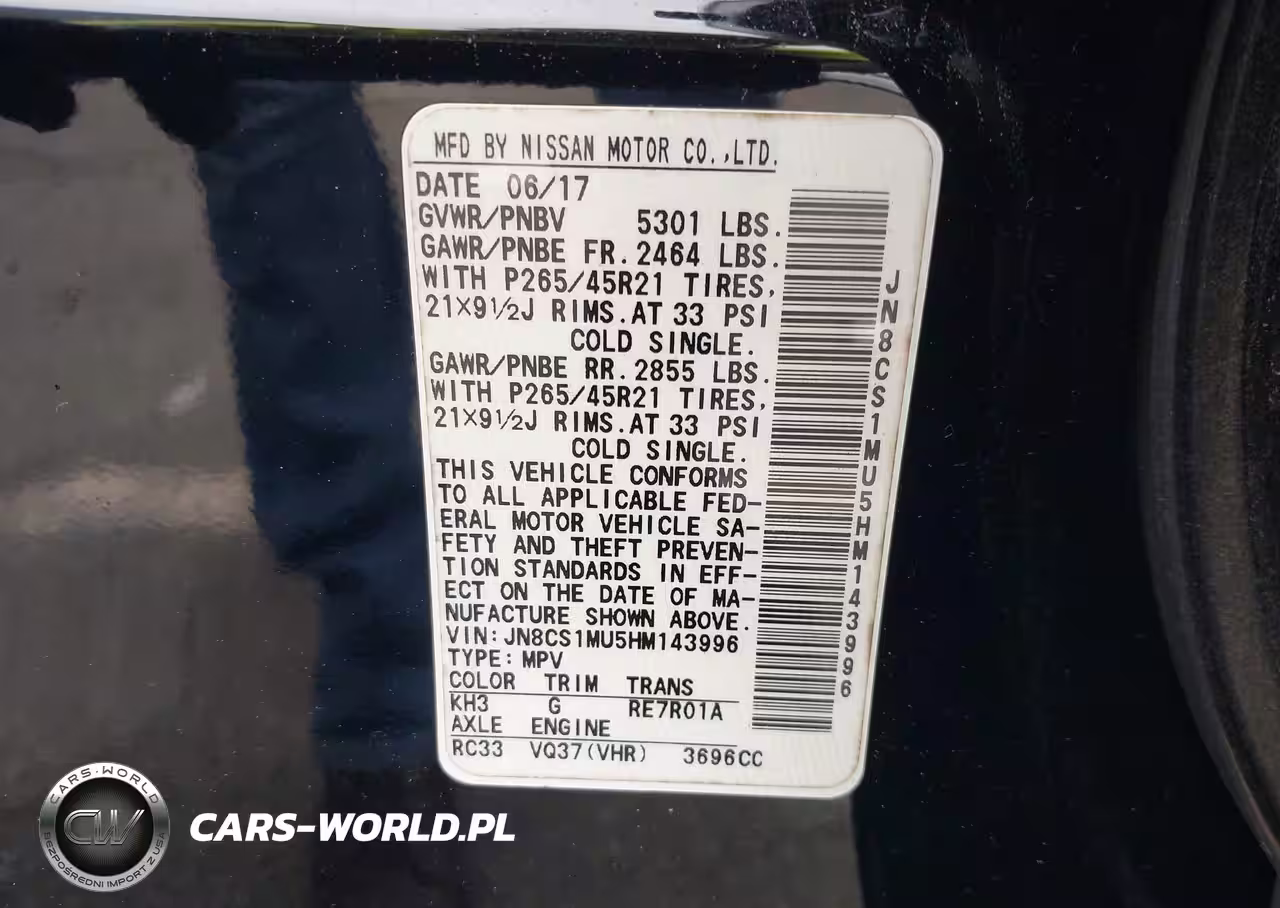 MFD BY NISSAN MOTOR CO.,LTD.
DATE 06/17
GVWR/PNBV 5301 LBS.
GAWR/PNBE FR.2464 LBS.
WITH P265/45R21 TIRES,
21×9½J RIMS.AT 33 PSI
COLD SINGLE.
GAWR/PNBE RR.2855 LBS.
WITH P265/45R21 TIRES,
21×9½J RIMS.AT 33 PSI
COLD SINGLE.
THIS VEHICLE CONFORMS
TO ALL APPLICABLE FED-
ERAL MOTOR VEHICLE SA-
FETY AND THEFT PREVEN-
TION STANDARDS IN EFF-
ECT ON THE DATE OF MA-
NUFACTURE SHOWN ABOVE.
VIN:JN8CS1MU5HM143996
TYPE:MPV
COLOR TRIM TRANS
KH3 G RE7R01A
AXLE ENGINE
RC33 VQ37(VHR) 3696CC
JN8CS1MU5HM143996
CARS-WORLD
CW
BEZPOŚREDNI IMPORT Z USA
CARS-WORLD.PL